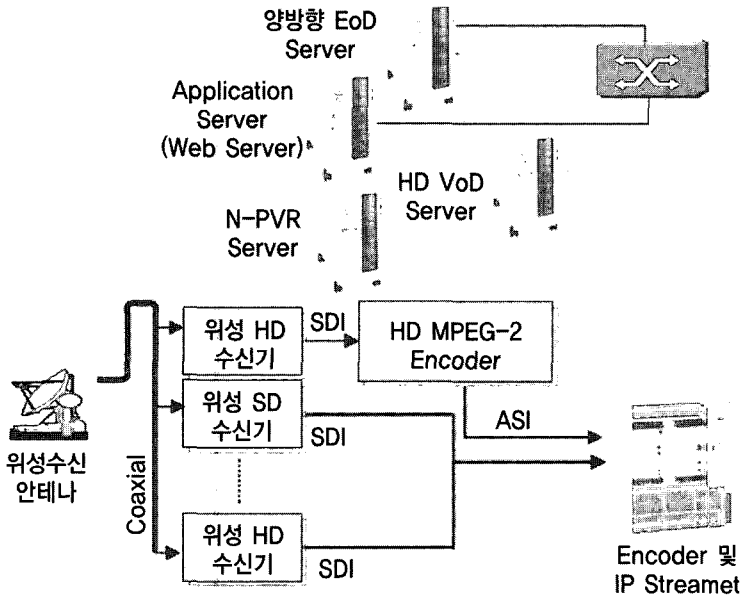 양방향 EoD
Server
Application
Server
(Web Server)
HD VoD
Server
N-PVR
Server
위성 HD
수신기
SDI
HD MPEG-2
Encoder
위성 SD
수신기
SDI
ASI
위성수신
안테나
Coaxial
위성 HD
수신기
SDI
Encoder 및
IP Streamet